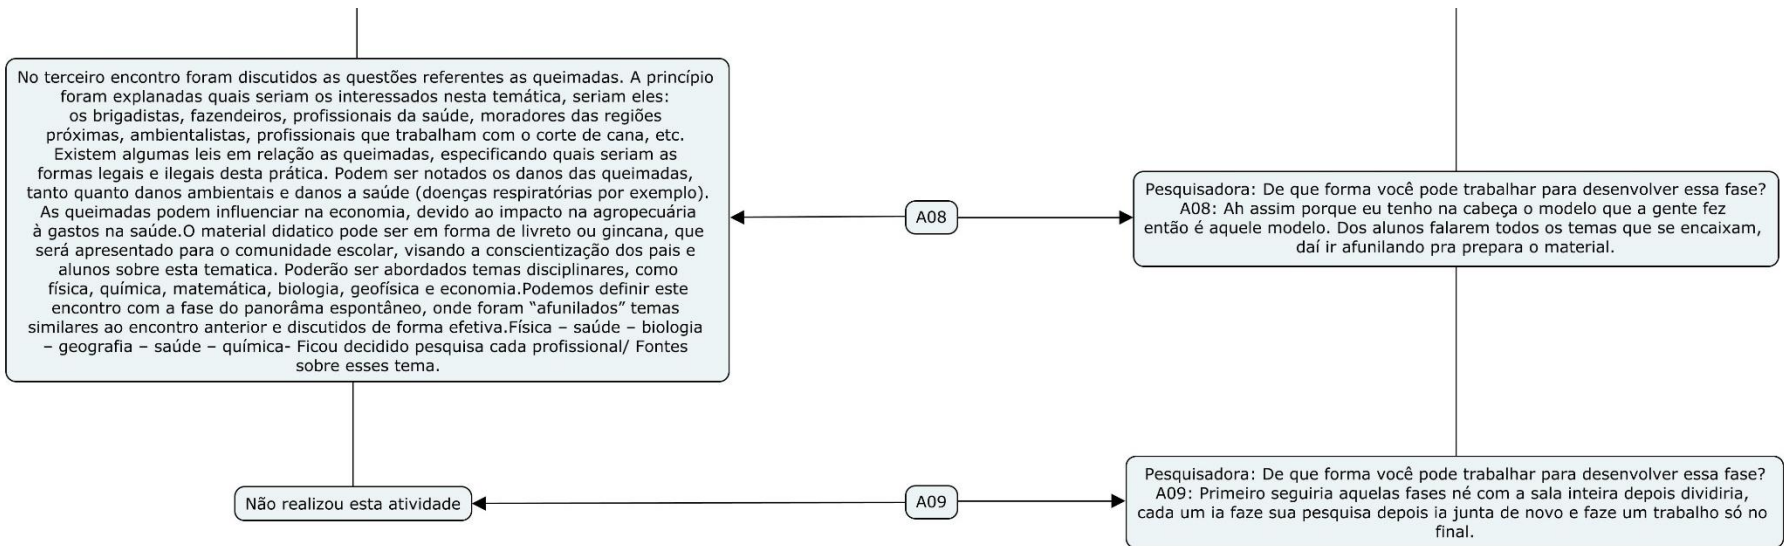 No terceiro encontro foram discutidos as questões referentes as queimadas. A princípio
foram explanadas quais seriam os interessados nesta temática, seriam eles:
os brigadistas, fazendeiros, profissionais da saúde, moradores das regiões
próximas, ambientalistas, profissionais que trabalham com o corte de cana, etc.
Existem algumas leis em relação as queimadas, especificando quais seriam as
formas legais e ilegais desta prática. Podem ser notados os danos das queimadas,
tanto quanto danos ambientais e danos a saúde (doenças respiratórias por exemplo).
As queimadas podem influenciar na economia, devido ao impacto na agropecuária
à gastos na saúde.O material didatico pode ser em forma de livreto ou gincana, que
será apresentado para o comunidade escolar, visando a conscientização dos pais e
alunos sobre esta tematica. Poderão ser abordados temas disciplinares, como
física, química, matemática, biologia, geofísica e economia.Podemos definir este
encontro com a fase do panorâma espontâneo, onde foram “afunilados” temas
similares ao encontro anterior e discutidos de forma efetiva.Física – saúde – biologia
– geografia – saúde – química- Ficou decidido pesquisa cada profissional/ Fontes
sobre esses tema.
A08
Pesquisadora: De que forma você pode trabalhar para desenvolver essa fase?
A08: Ah assim porque eu tenho na cabeça o modelo que a gente fez
então é aquele modelo. Dos alunos falarem todos os temas que se encaixam,
daí ir afunilando pra prepara o material.
Não realizou esta atividade
A09
Pesquisadora: De que forma você pode trabalhar para desenvolver essa fase?
A09: Primeiro seguiria aquelas fases né com a sala inteira depois dividiria,
cada um ia faze sua pesquisa depois ia junta de novo e faze um trabalho só no
final.